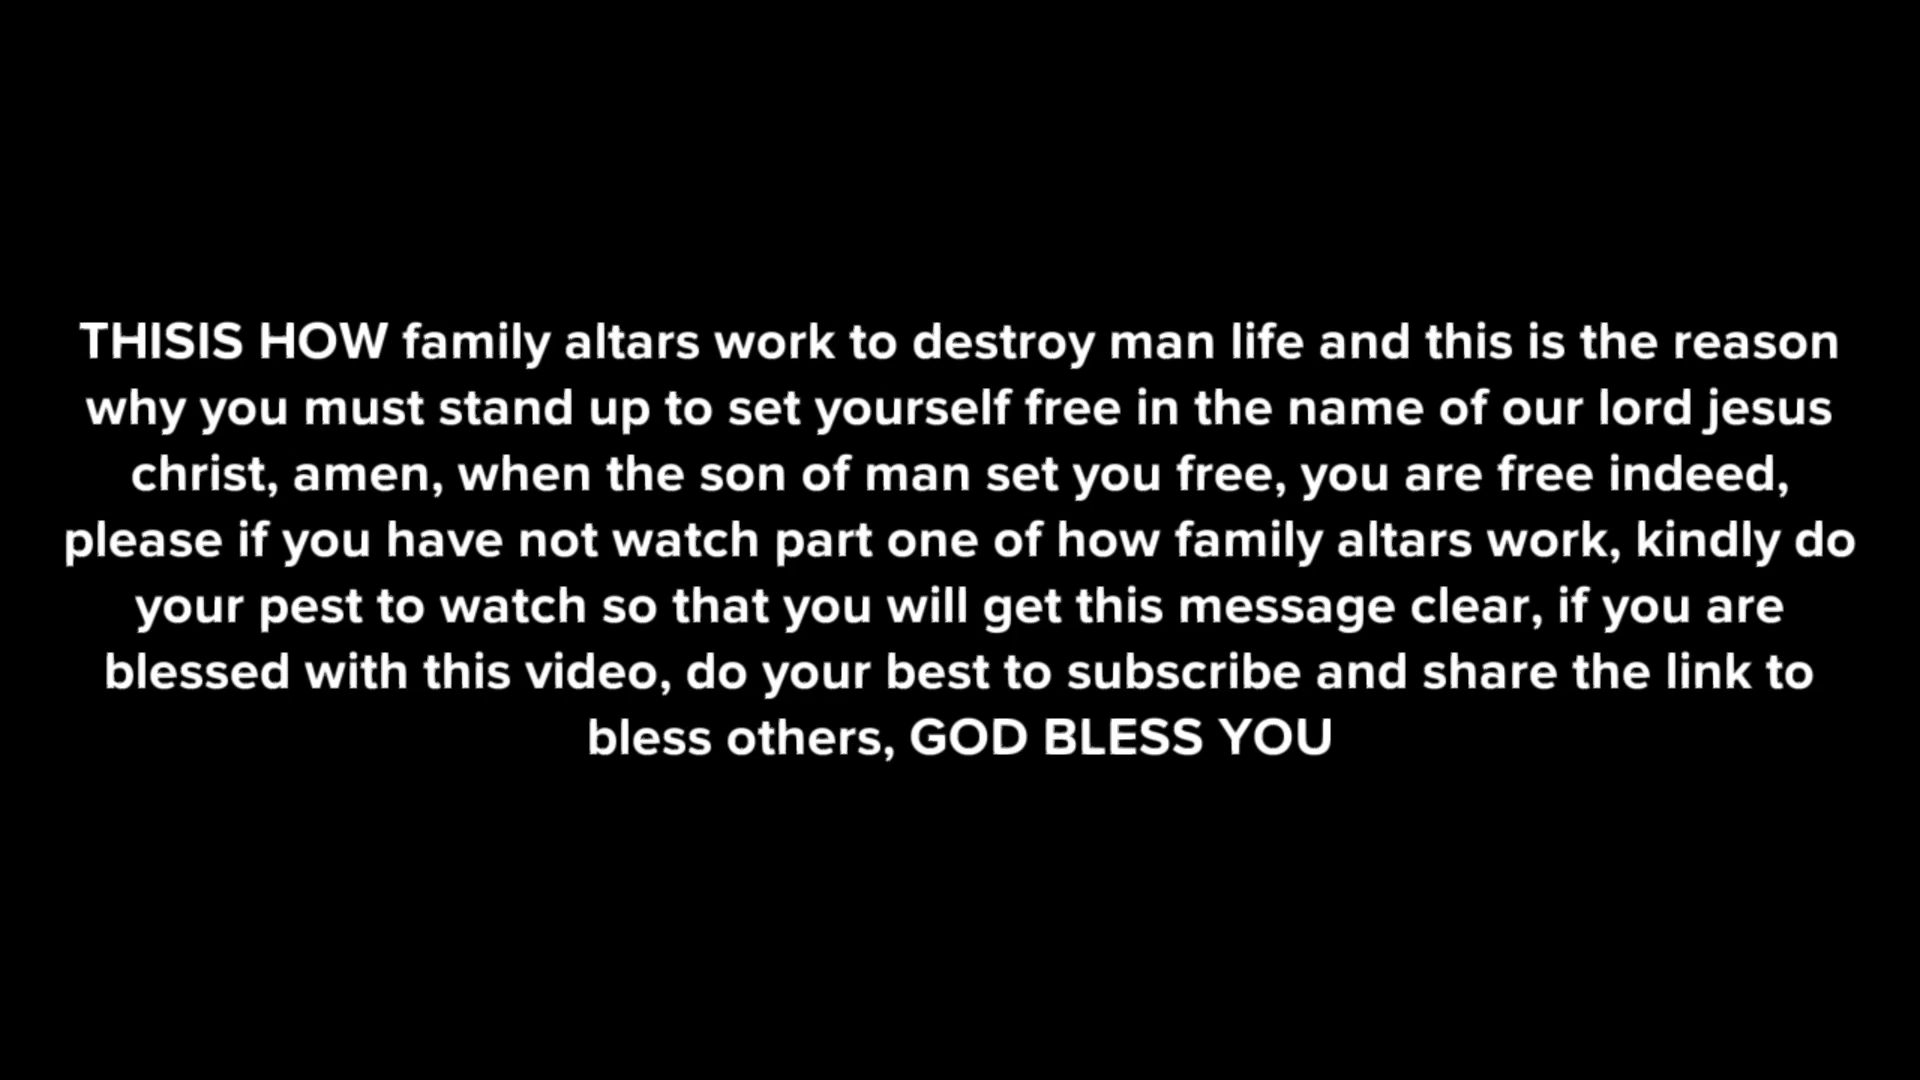 THISIS HOW family altars work to destroy man life and this is the reason
why you must stand up to set yourself free in the name of our lord jesus
christ, amen, when the son of man set you free, you are free indeed,
please if you have not watch part one of how family altars work, kindly do
your pest to watch so that you will get this message clear, if you are
blessed with this video, do your best to subscribe and share the link to
bless others, GOD BLESS YOU